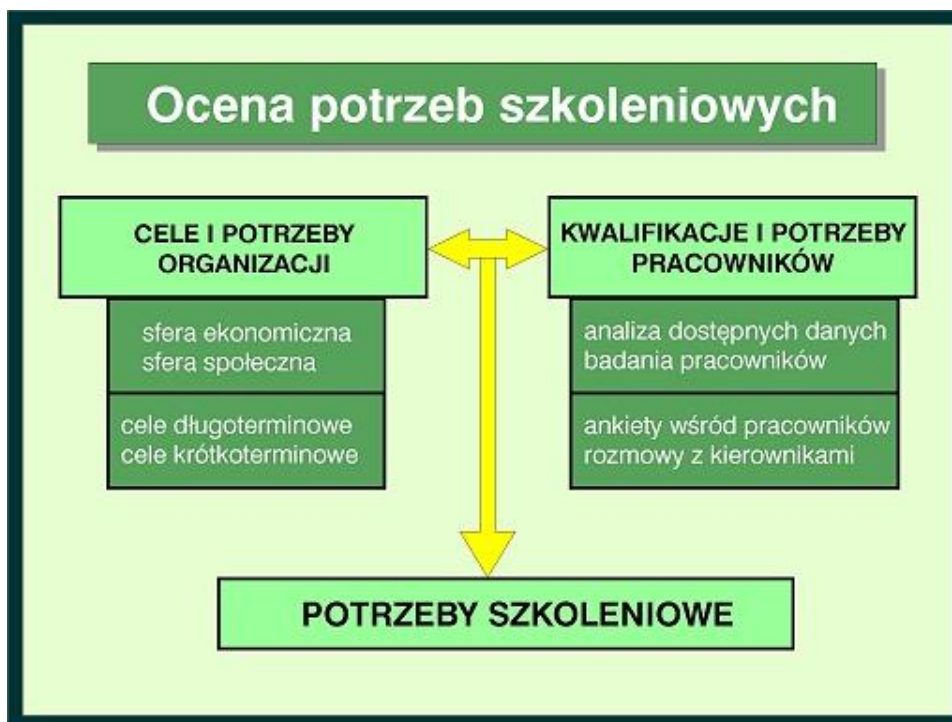 Ocena potrzeb szkoleniowych
CELE I POTRZEBY
ORGANIZACJI
sfera ekonomiczna
sfera społeczna
cele długoterminowe
cele krótkoterminowe
KWALIFIKACJE I POTRZEBY
PRACOWNIKÓW
analiza dostępnych danych
badania pracowników
ankiety wśród pracowników
rozmowy z kierownikami
POTRZEBY SZKOLENIOWE